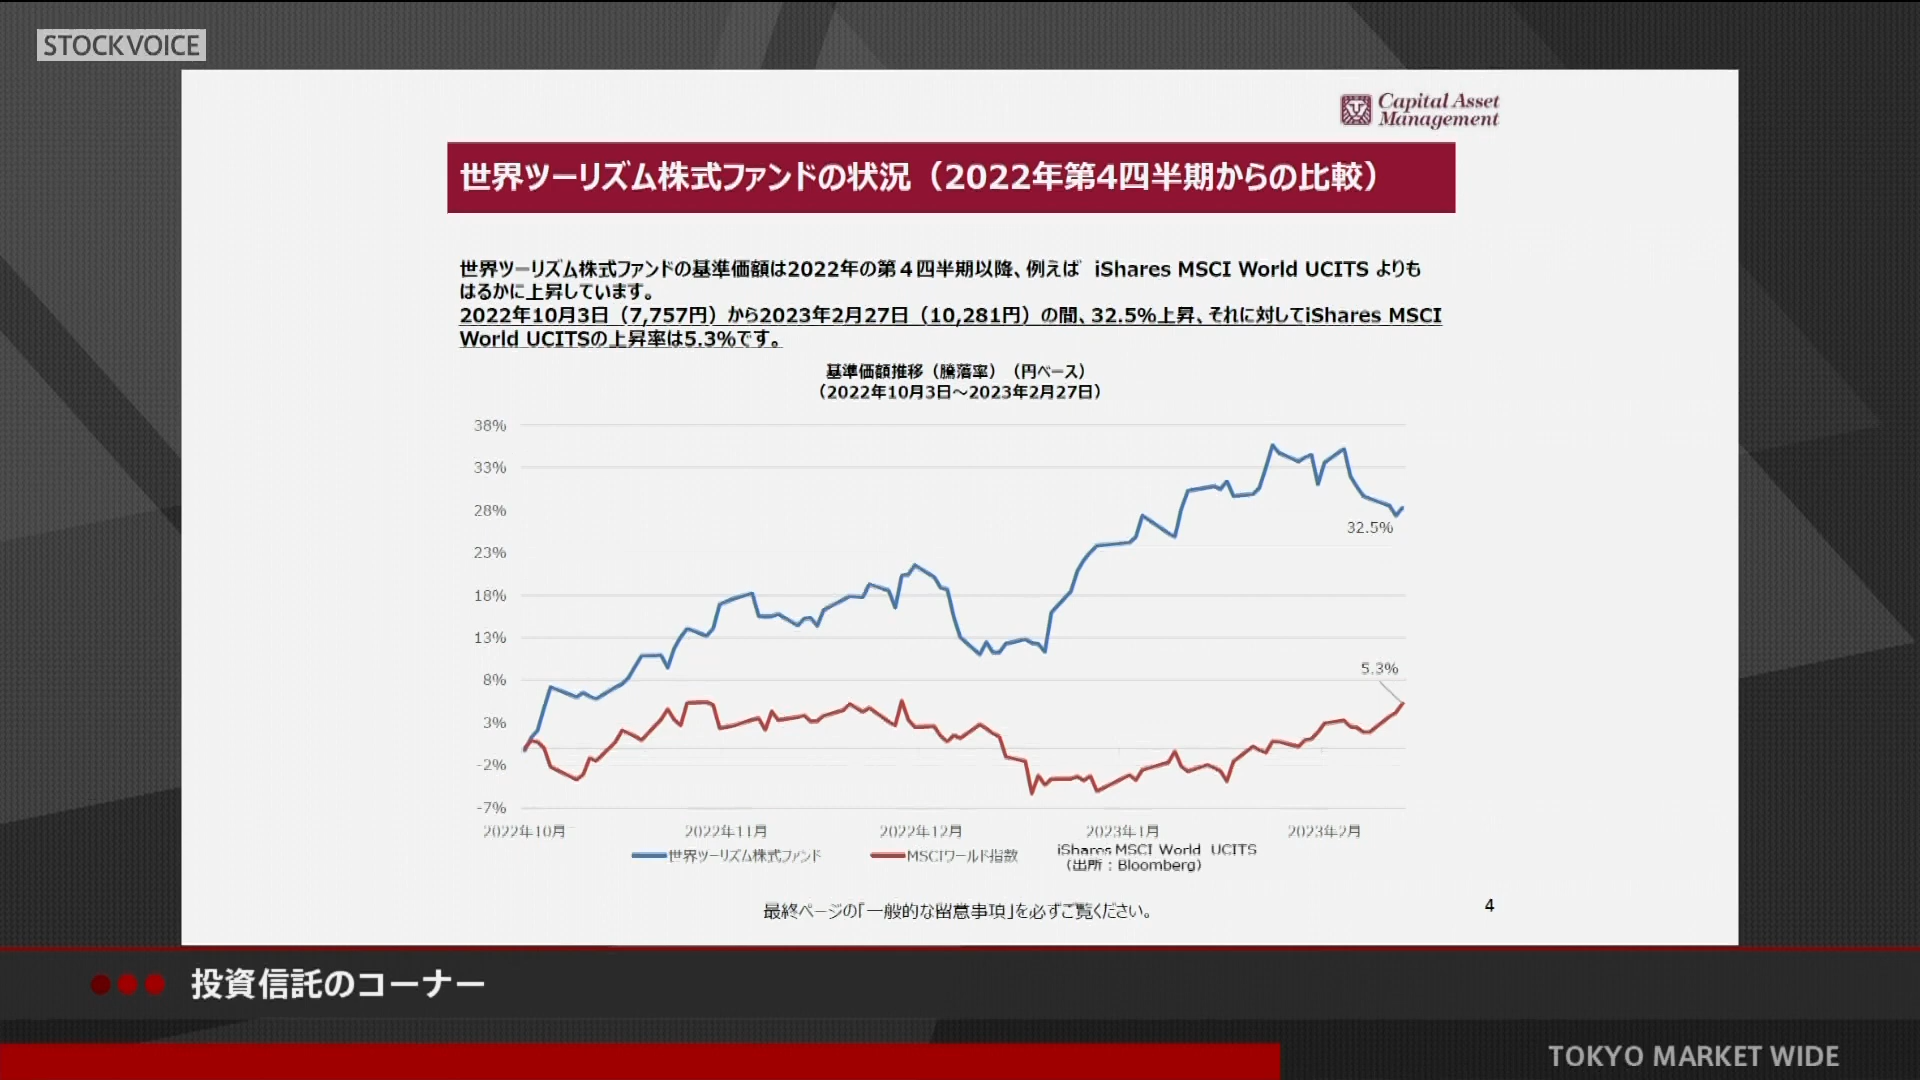 STOCKVOICE
Capital Asset
Management
世界ツーリズム株式ファンドの状況（2022年第4四半期からの比較）
世界ツーリズム株式ファンドの基準価額は2022年の第４四半期以降、例えば iShares MSCI World UCITS よりも
はるかに上昇しています。
2022年10月3日（7,757円）から2023年2月27日（10,281円）の間、32.5%上昇、それに対してiShares MSCI
World UCITSの上昇率は5.3%です。
基準価額推移（騰落率）（円ベース）
（2022年10月3日～2023年2月27日）
38%
33%
28%
23%
18%
13%
8%
3%
-2%
-7%
32.5%
5.3%
2022年10月 2022年11月 2022年12月 2023年1月 2023年2月
世界ツーリズム株式ファンド MSCIワールド指数
iShares MSCI World UCITS
（出所：Bloomberg）
最終ページの「一般的な留意事項」を必ずご覧ください。
4
投資信託のコーナー
TOKYO MARKET WIDE